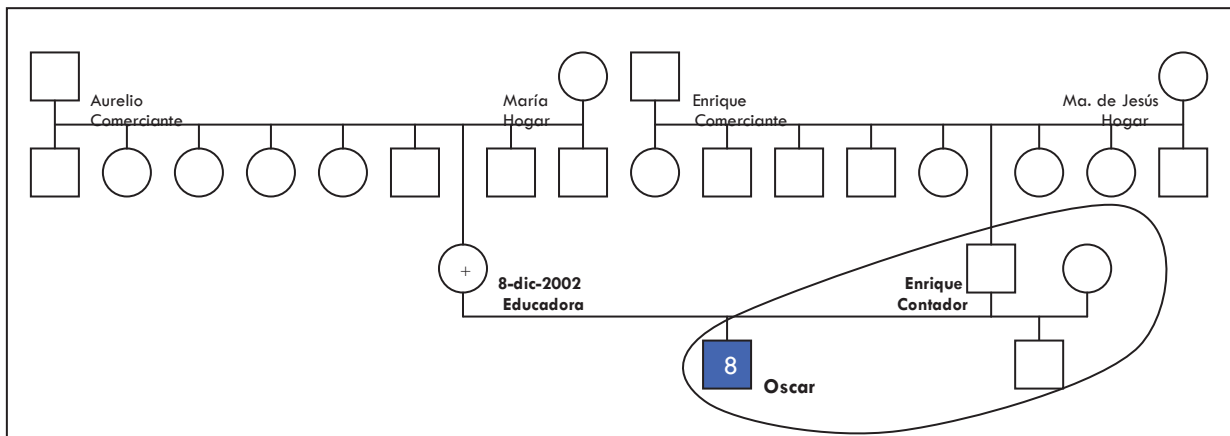 Aurelio
Comerciante
María
Hogar
Enrique
Comerciante
Ma. de Jesús
Hogar
+
8-dic-2002
Educadora
Enrique
Contador
8
Oscar